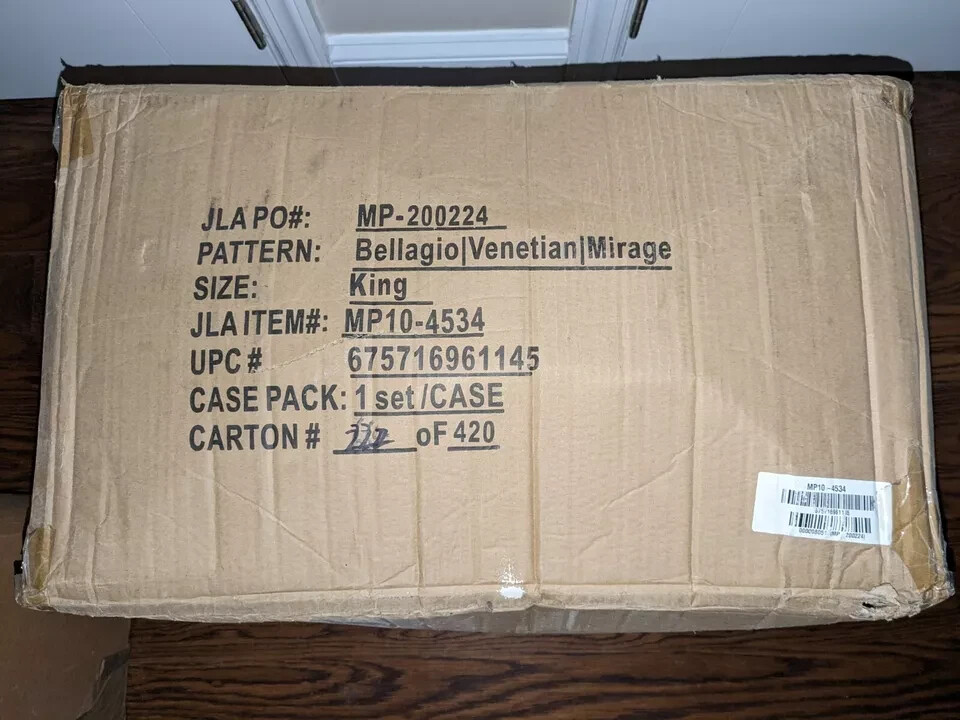 JLA PO#: MP-200224
PATTERN: Bellagio|Venetian|Mirage
SIZE: King
JLA ITEM#: MP10-4534
UPC # 675716961145
CASE PACK: 1 set /CASE
CARTON # oF 420
MP10 -4534